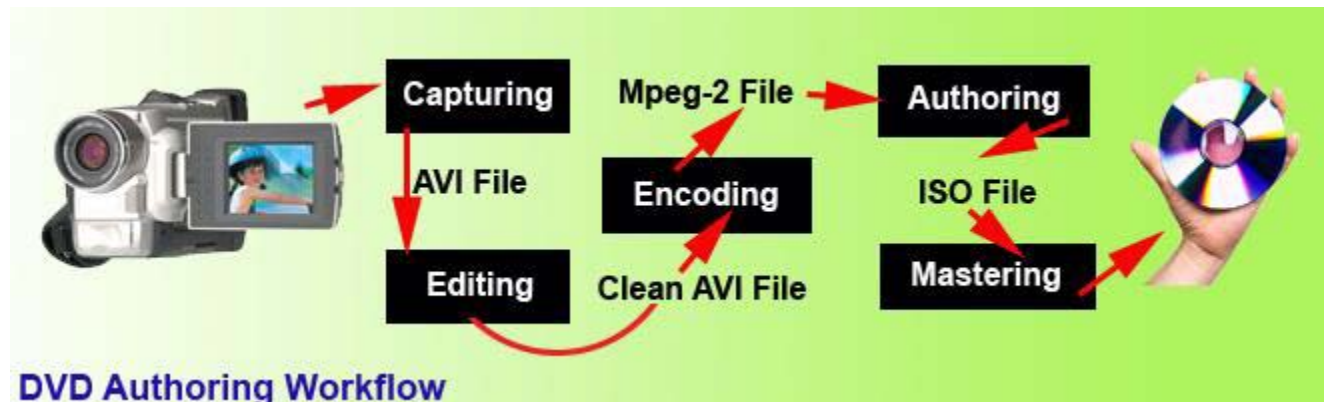 Capturing
AVI File
Editing
Clean AVI File
Encoding
Mpeg-2 File
Authoring
ISO File
Mastering
DVD Authoring Workflow